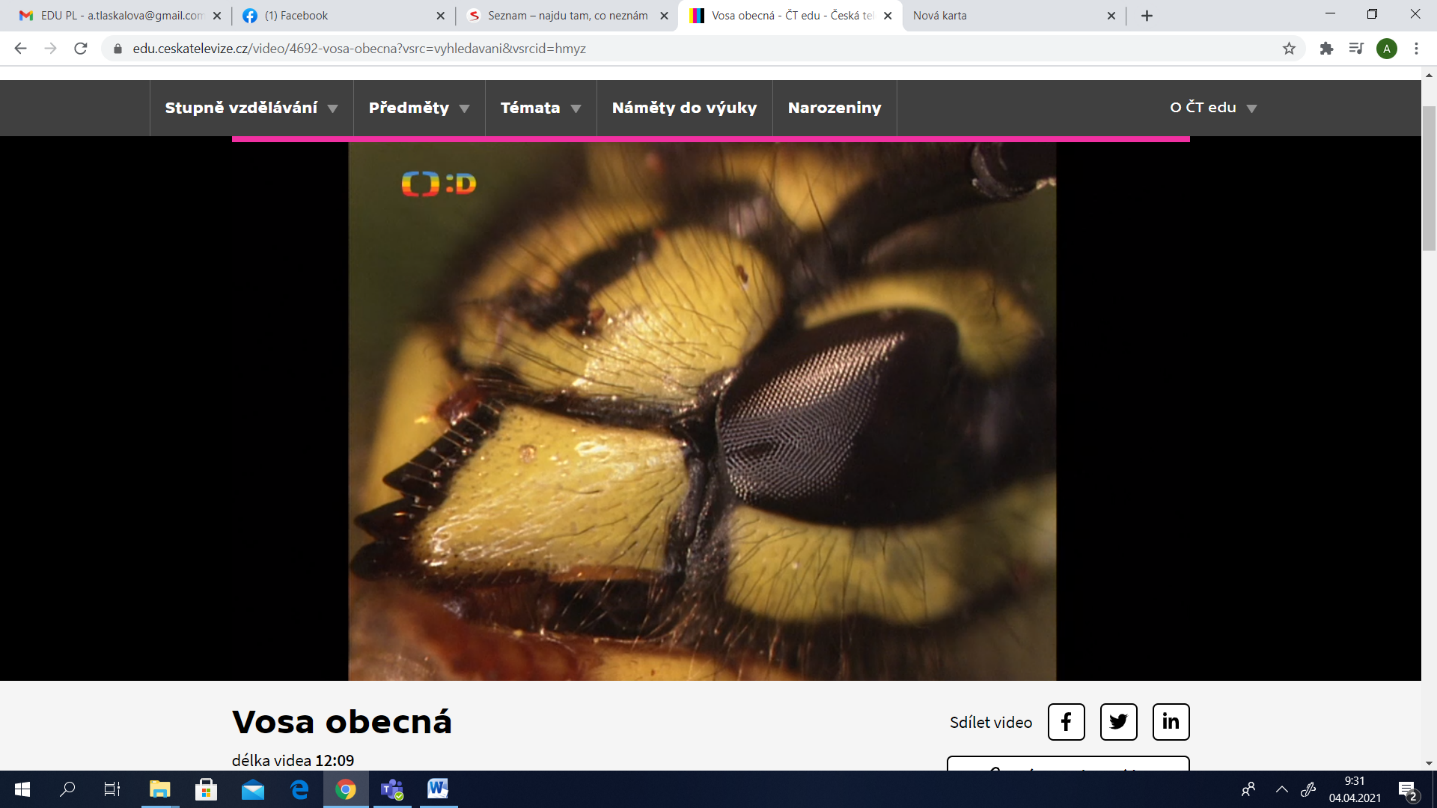 EDU PL - a.tlaskalova@gmail.com
(1) Facebook
Seznam – najdu tam, co neznám
Vosa obecná - ČT edu - Česká tel
Nová karta
edu.ceskatelevize.cz/video/4692-vosa-obecna?vsrc=vyhledavani&vsrcid=hmyz
A
Stupně vzdělávání
Předměty
Témata
Náměty do výuky
Narozeniny
O ČT edu
:D
Vosa obecná
Sdílet video
délka videa 12:09
9:31
04.04.2021
2